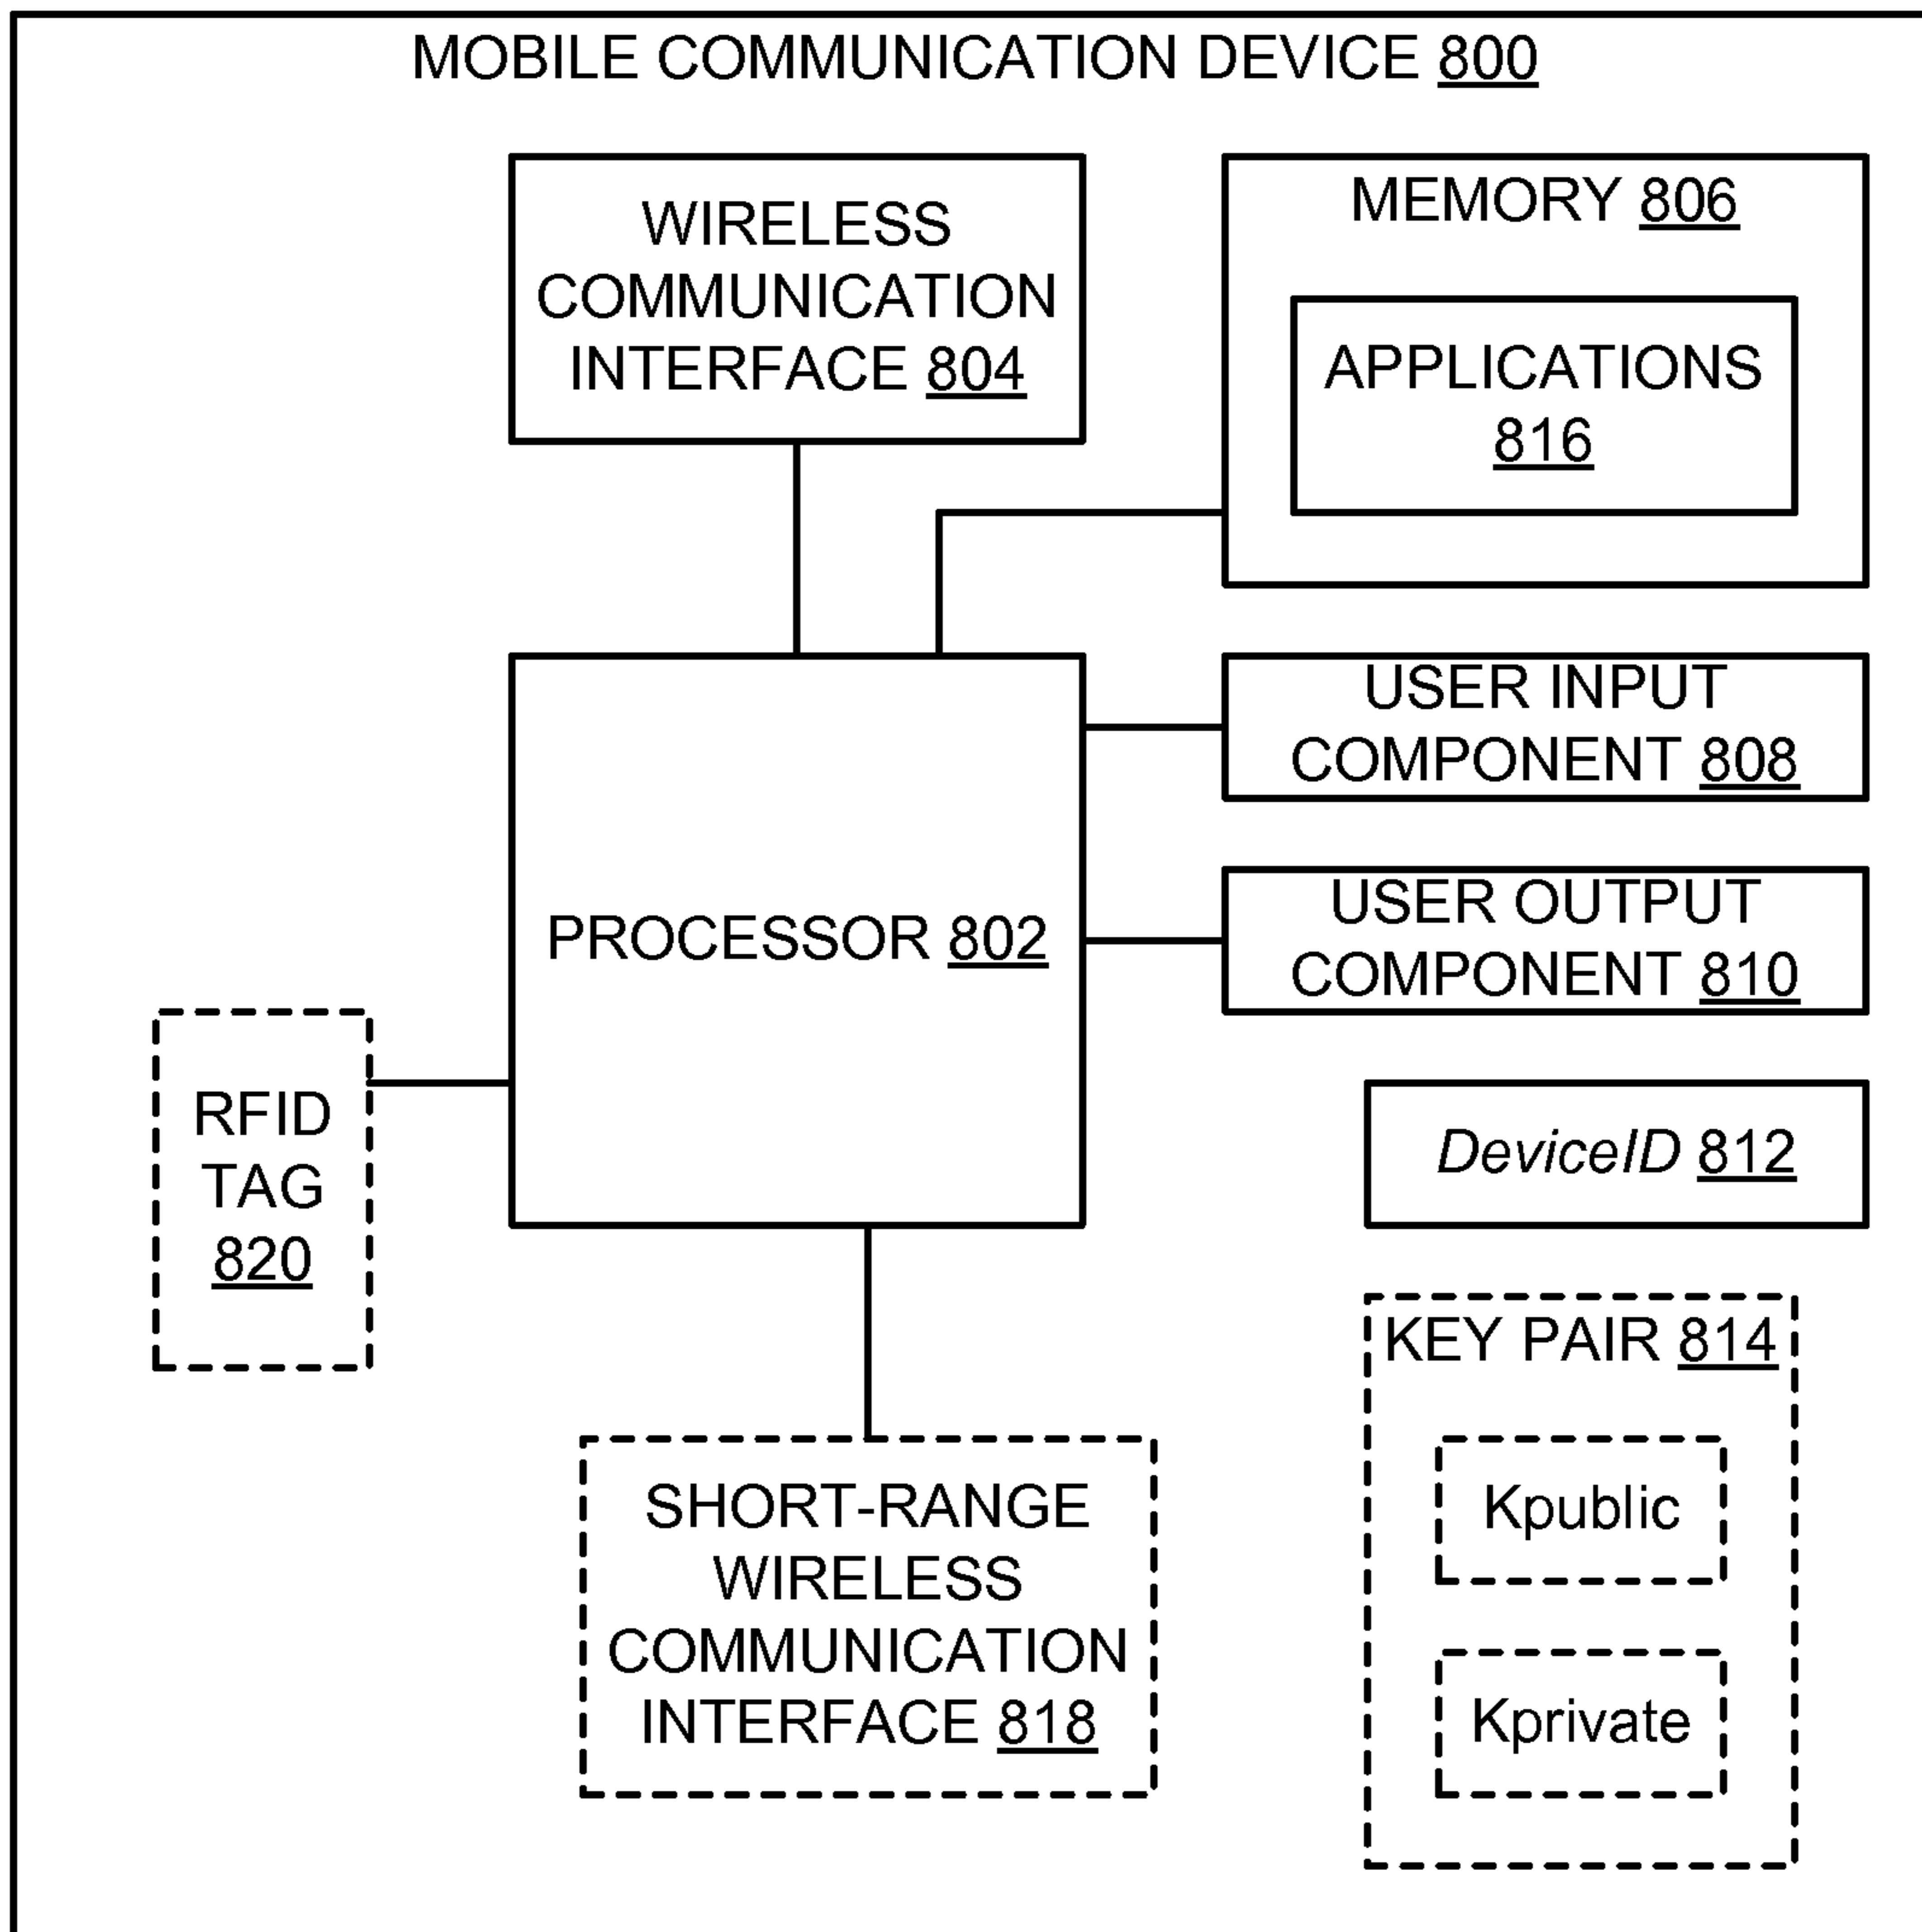 MOBILE COMMUNICATION DEVICE 800
WIRELESS
COMMUNICATION
INTERFACE 804
MEMORY 806
APPLICATIONS
816
USER INPUT
COMPONENT 808
PROCESSOR 802
USER OUTPUT
COMPONENT 810
RFID
TAG
820
DeviceID 812
KEY PAIR 814
Kpublic
Kprivate
SHORT-RANGE
WIRELESS
COMMUNICATION
INTERFACE 818